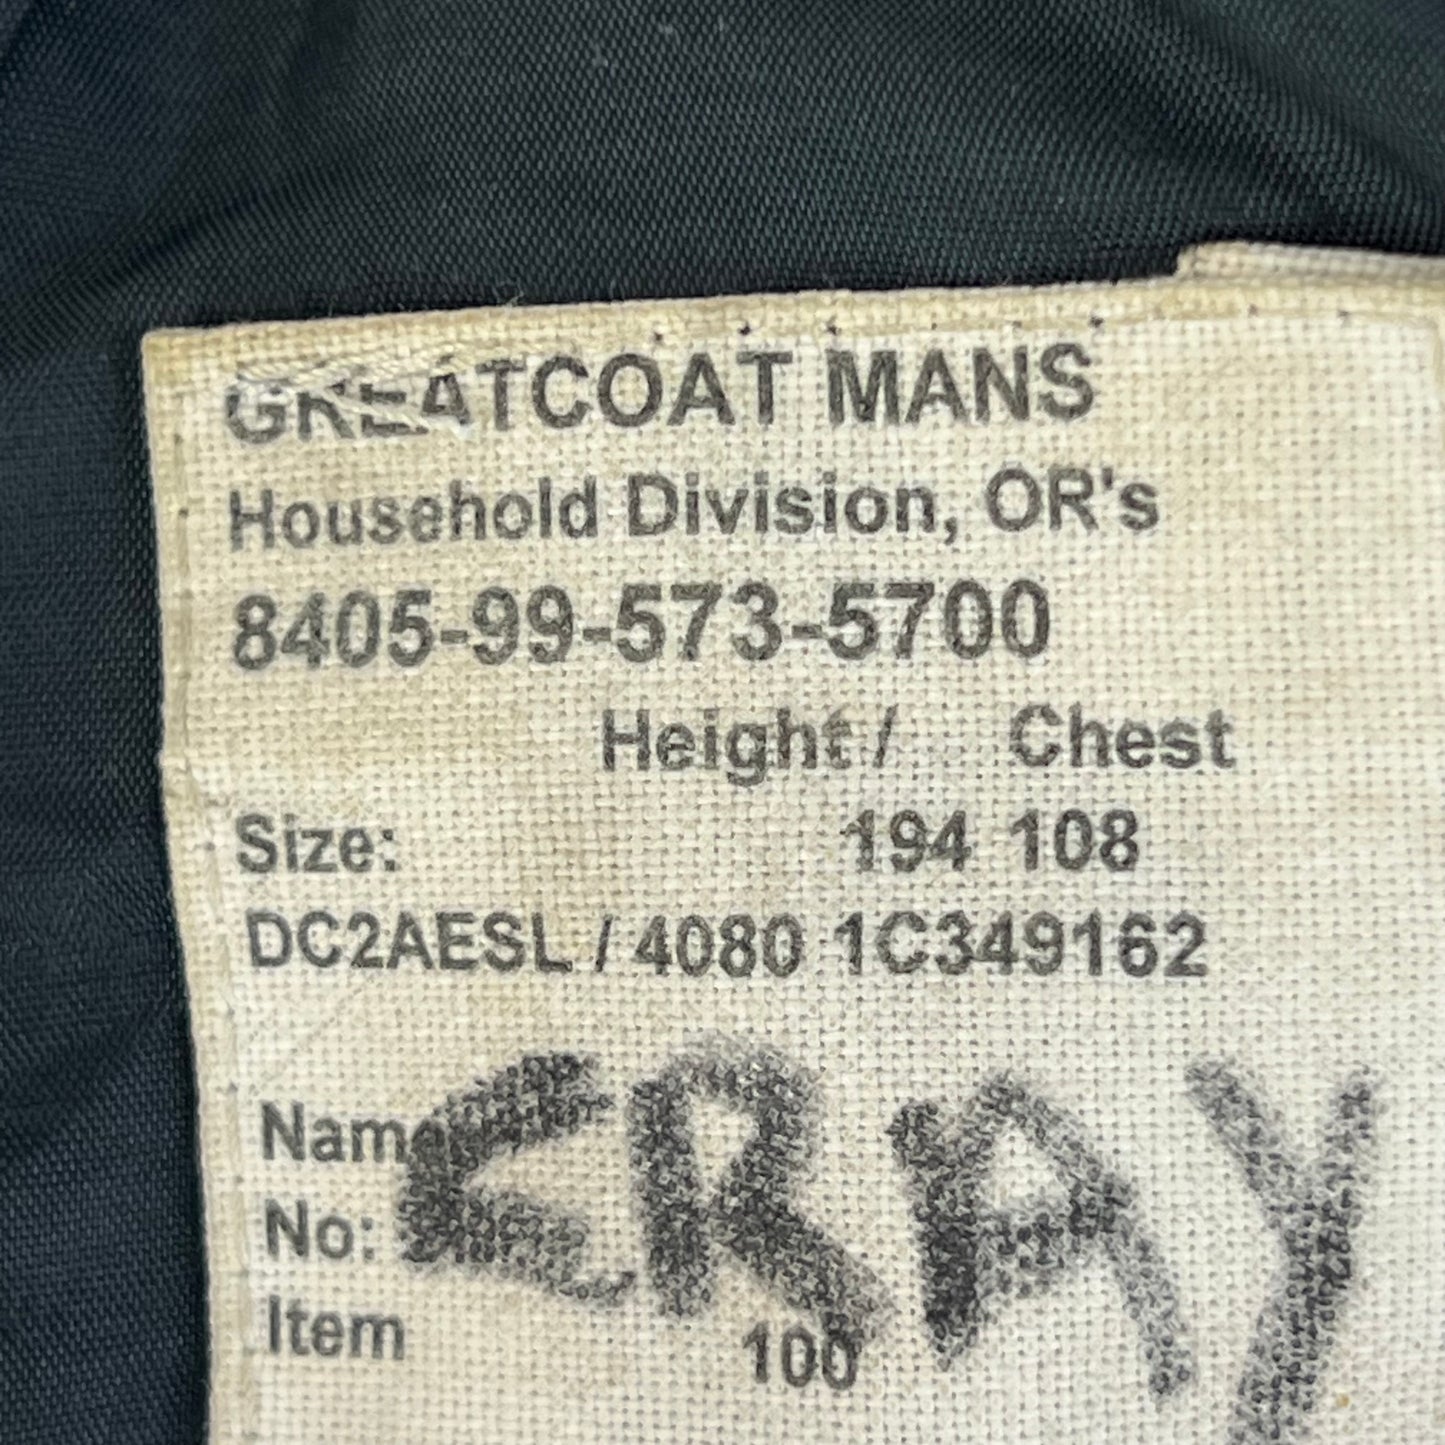 GREATCOAT MANS
Household Division, OR's
8405-99-573-5700
Height / Chest
Size: 194 108
DC2AESL / 4080 1C349162
Name
No:
Item 100